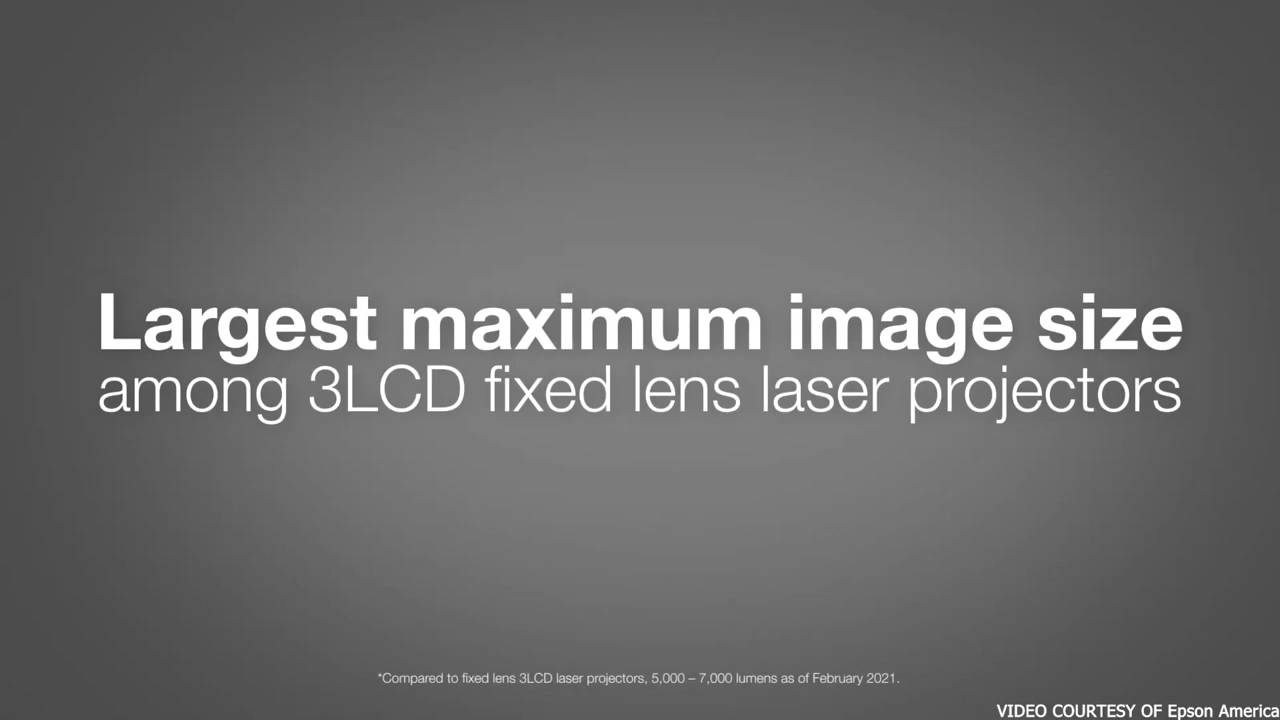 Largest maximum image size
among 3LCD fixed lens laser projectors
*Compared to fixed lens 3LCD laser projectors, 5,000 – 7,000 lumens as of February 2021.
VIDEO COURTESY OF Epson America